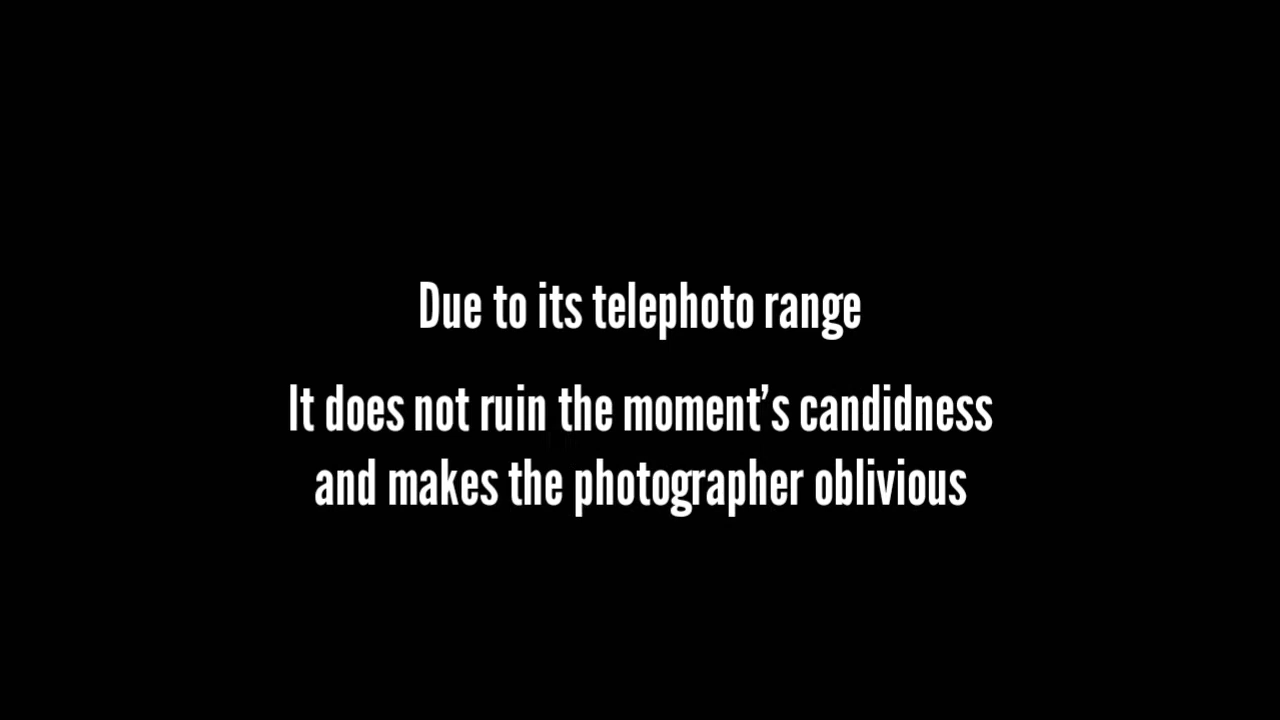 Due to its telephoto range
It does not ruin the moment’s candidness
and makes the photographer oblivious